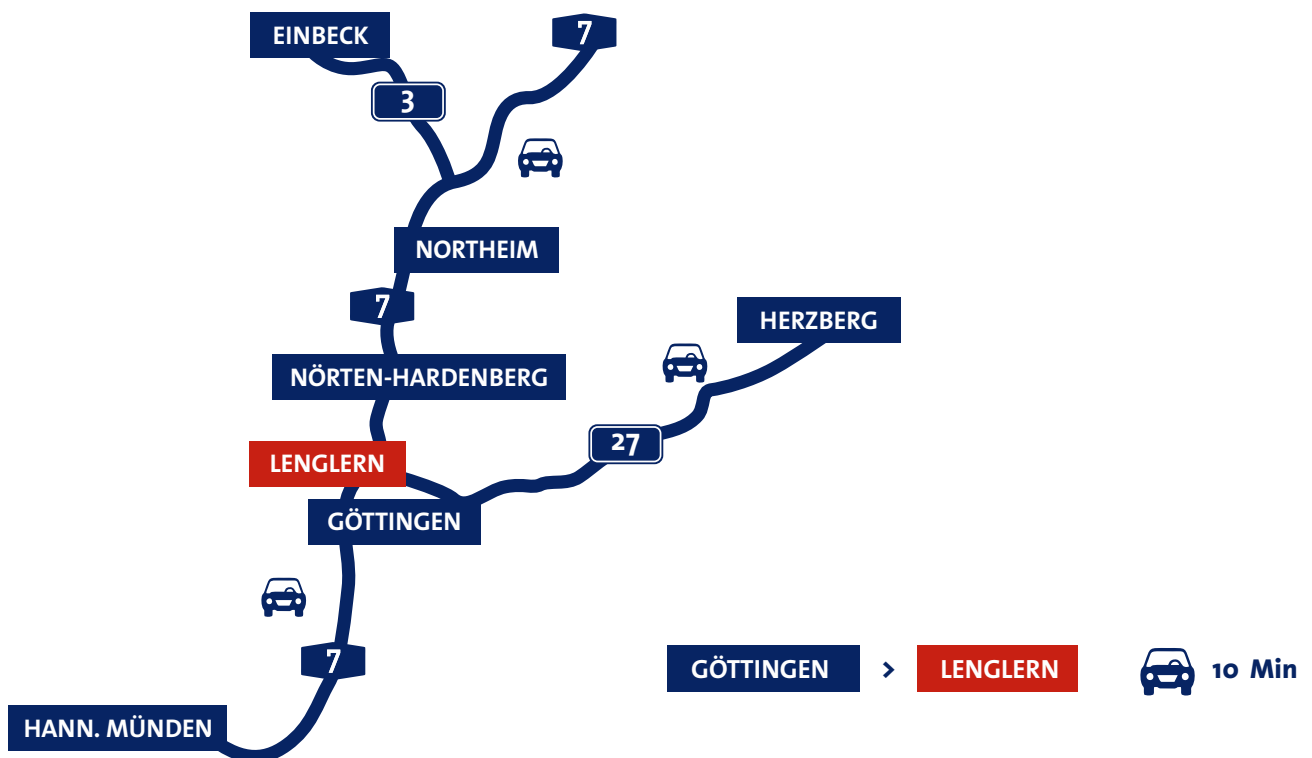 EINBECK
7
3
NORTHEIM
7
HERZBERG
NÖRTEN-HARDENBERG
27
LENGLERN
GÖTTINGEN
7
GÖTTINGEN > LENGLERN 10 Min
HANN. MÜNDEN